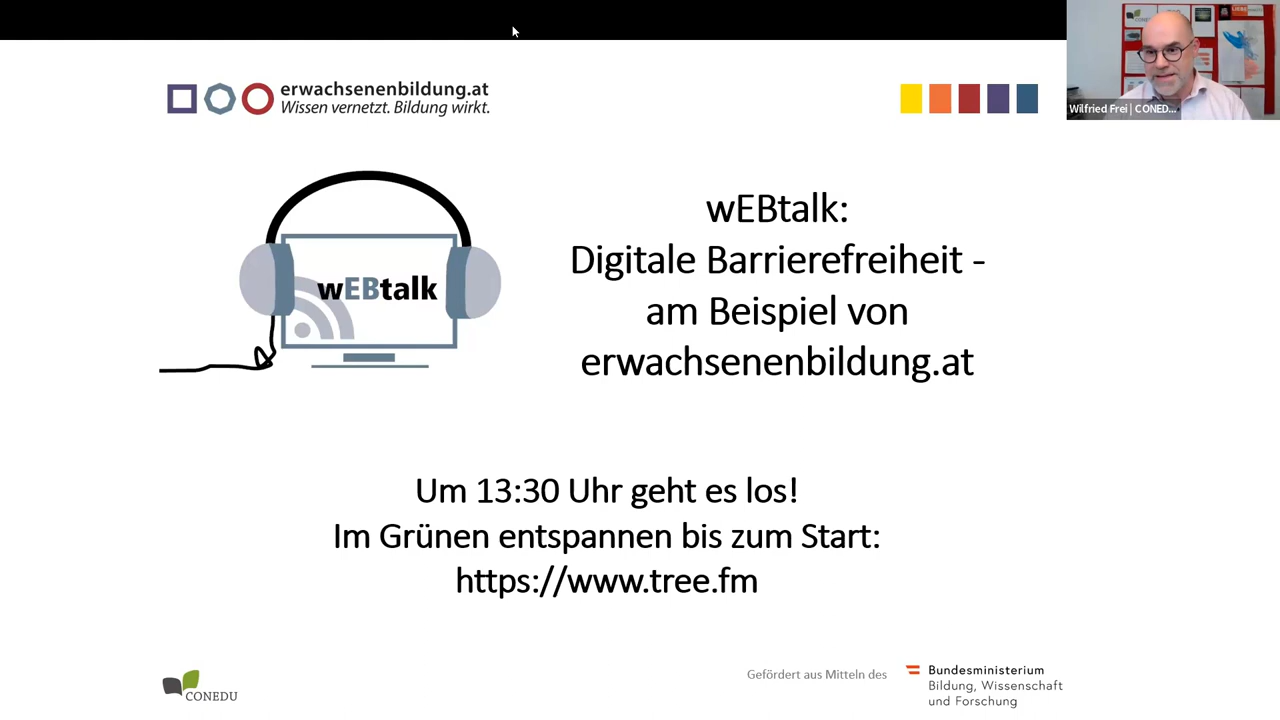 erwachsenenbildung.at
Wissen vernetzt. Bildung wirkt.
Wilfried Frei | CONED...
wEBtalk
wEBtalk:
Digitale Barrierefreiheit -
am Beispiel von
erwachsenenbildung.at
Um 13:30 Uhr geht es los!
Im Grünen entspannen bis zum Start:
https://www.tree.fm
CONEDU
Gefördert aus Mitteln des
Bundesministerium
Bildung, Wissenschaft
und Forschung